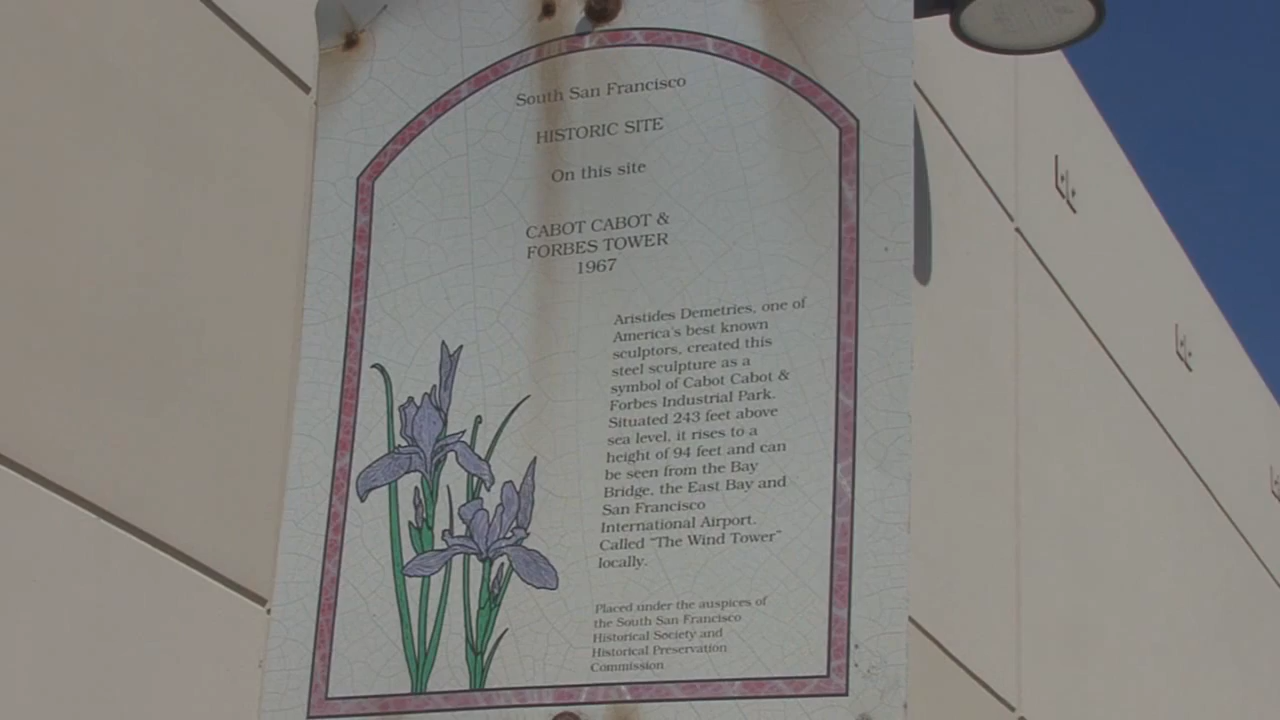 South San Francisco
HISTORIC SITE
On this site
CABOT CABOT &
FORBES TOWER
1967
Aristides Demetries, one of
America's best known
sculptors, created this
steel sculpture as a
symbol of Cabot Cabot &
Forbes Industrial Park.
Situated 243 feet above
sea level, it rises to a
height of 94 feet and can
be seen from the Bay
Bridge, the East Bay and
San Francisco
International Airport.
Called "The Wind Tower"
locally.
Placed under the auspices of
the South San Francisco
Historical Society and
Historical Preservation
Commission